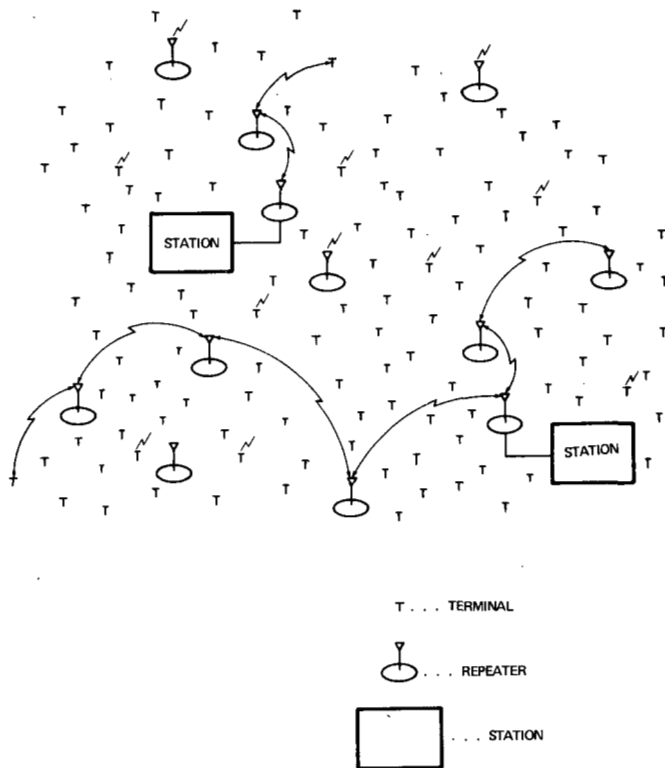 STATION
STATION
T . . . TERMINAL
. . . REPEATER
. . . STATION